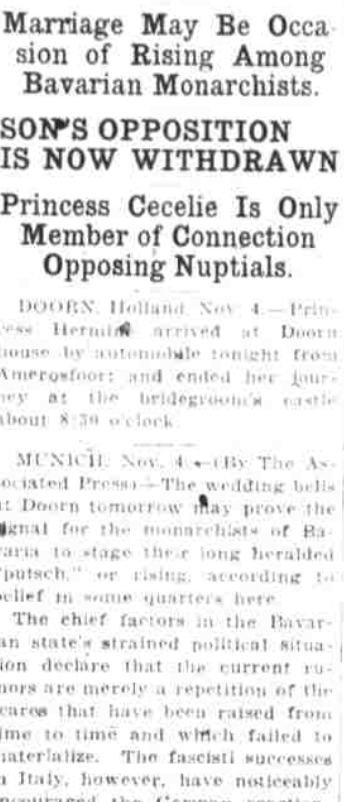 Marriage May Be Occa-
sion of Rising Among
Bavarian Monarchists.
SON'S OPPOSITION
IS NOW WITHDRAWN
Princess Cecelie Is Only
Member of Connection
Opposing Nuptials.
DOORN, Holland, Nov. 4.—Prin-
cess Hermine arrived at Doorn
house by automobile tonight from
Amerosfoort and ended her jour-
ney at the bridegroom's castle
about 8:30 o'clock.
MUNICH, Nov. 4.—(By The As-
sociated Press)—The wedding bells
at Doorn tomorrow may prove the
signal for the monarchists of Ba-
varia to stage their long heralded
"putsch," or rising, according to
belief in some quarters here.
The chief factors in the Bavar-
ian state's strained political situa-
tion declare that the current ru-
mors are merely a repetition of the
scares that have been raised from
time to time and which failed to
materialize. The fascisti successes
in Italy, however, have noticeably
encouraged the German